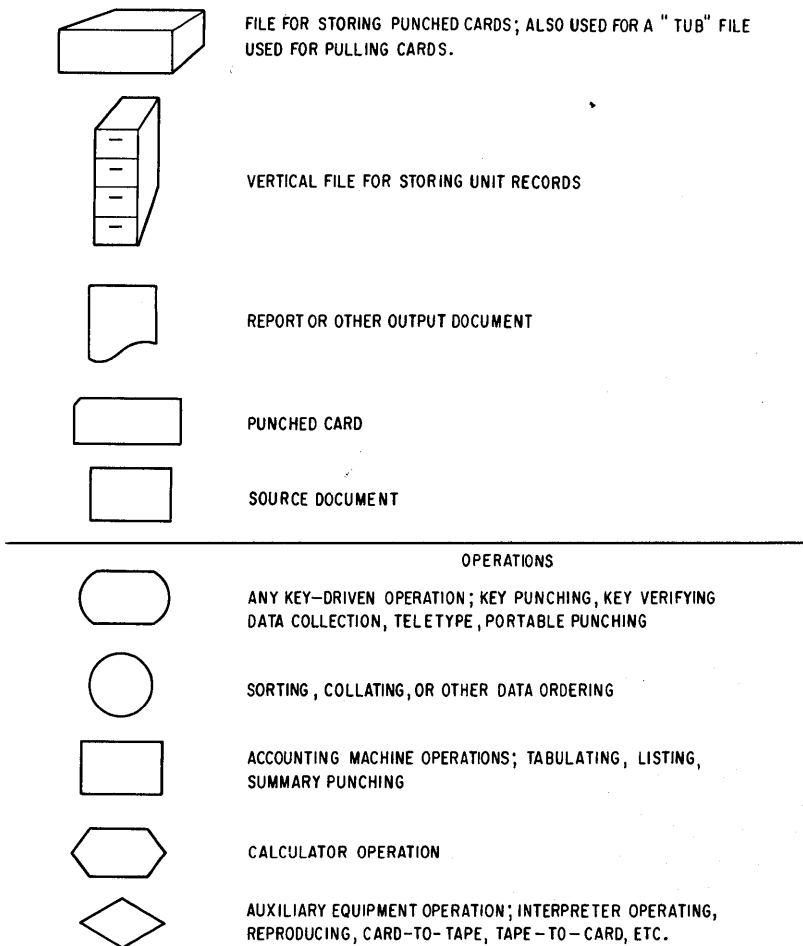 FILE FOR STORING PUNCHED CARDS; ALSO USED FOR A "TUB" FILE
USED FOR PULLING CARDS.
VERTICAL FILE FOR STORING UNIT RECORDS
REPORT OR OTHER OUTPUT DOCUMENT
PUNCHED CARD
SOURCE DOCUMENT
OPERATIONS
ANY KEY-DRIVEN OPERATION; KEY PUNCHING, KEY VERIFYING
DATA COLLECTION, TELETYPE, PORTABLE PUNCHING
SORTING, COLLATING, OR OTHER DATA ORDERING
ACCOUNTING MACHINE OPERATIONS; TABULATING, LISTING,
SUMMARY PUNCHING
CALCULATOR OPERATION
AUXILIARY EQUIPMENT OPERATION; INTERPRETER OPERATING,
REPRODUCING, CARD-TO-TAPE, TAPE-TO-CARD, ETC.